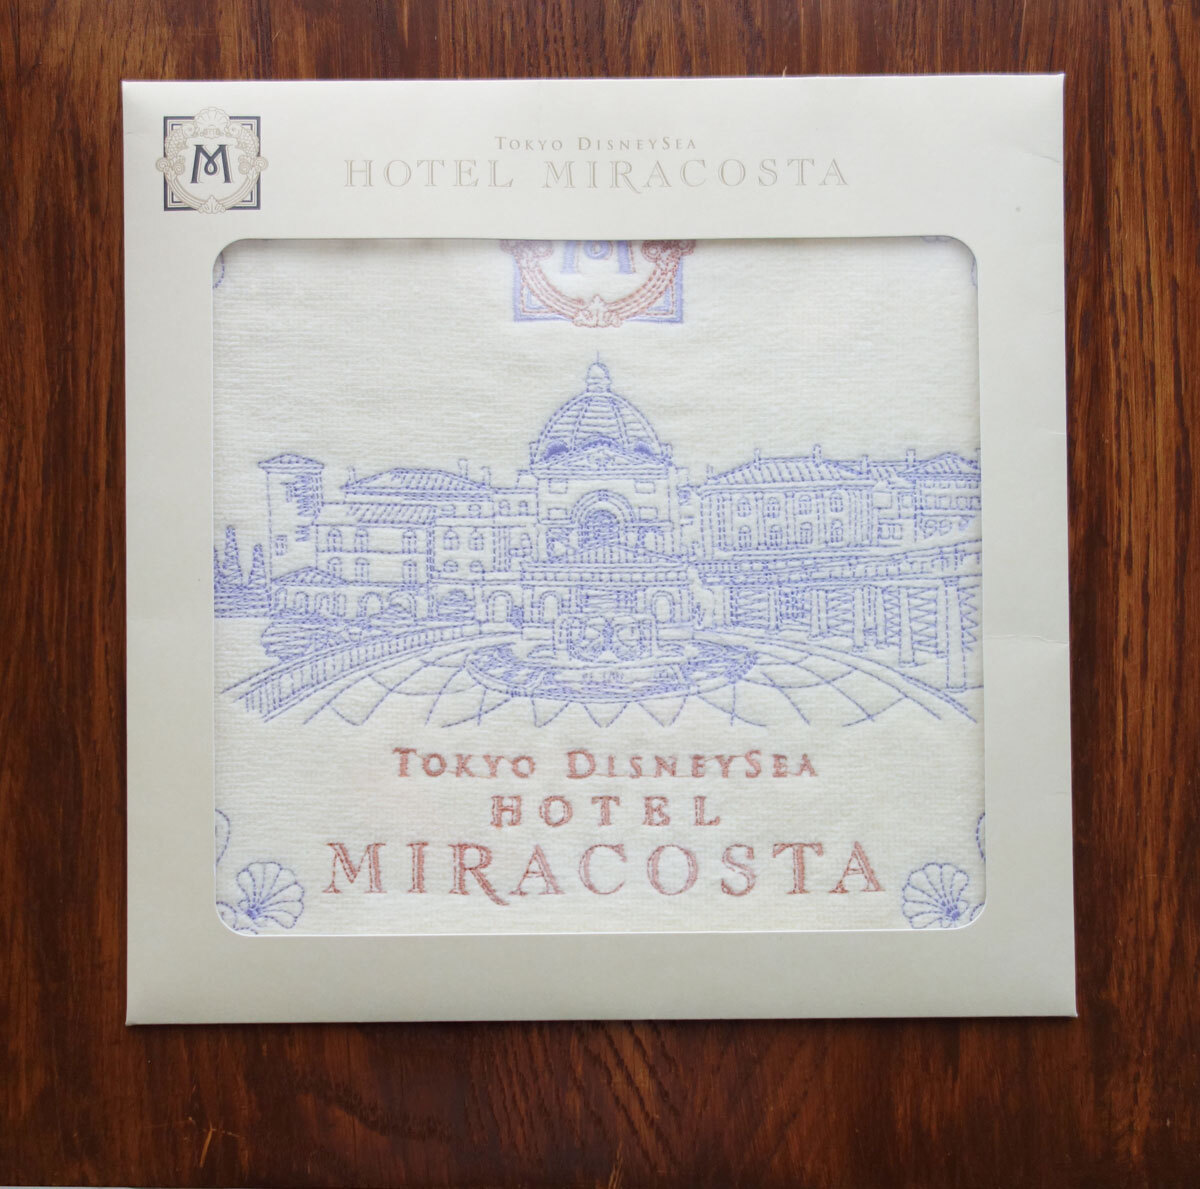 M
TOKYO DISNEYSEA
HOTEL MIRACOSTA
M
TOKYO DISNEYSEA
HOTEL
MIRACOSTA